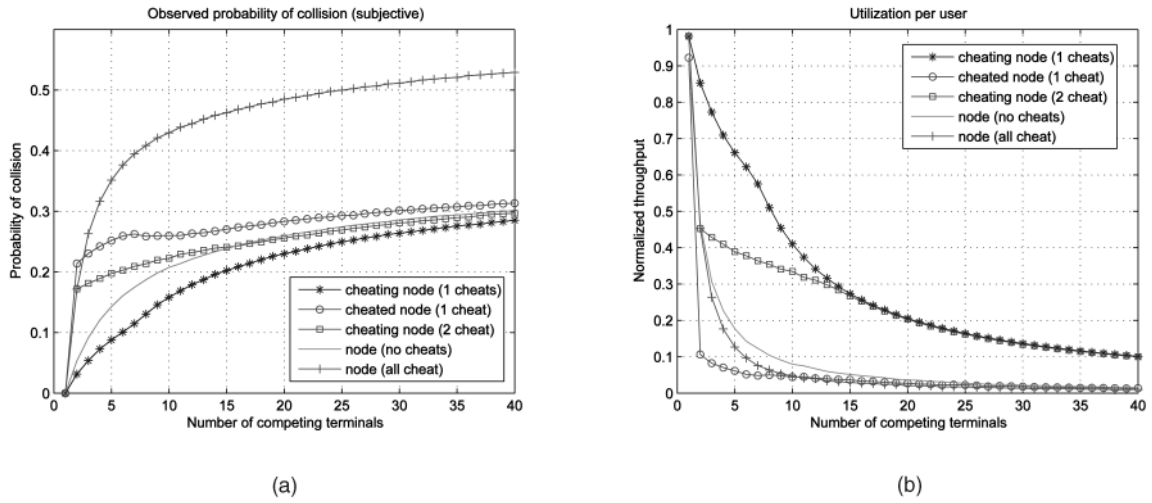 Observed probability of collision (subjective)
Probability of collision
0.5
0.4
0.3
0.2
0.1
0
0 5 10 15 20 25 30 35 40
Number of competing terminals
cheating node (1 cheats)
cheated node (1 cheat)
cheating node (2 cheat)
node (no cheats)
node (all cheat)
(a)
Utilization per user
Normalized throughput
1
0.9
0.8
0.7
0.6
0.5
0.4
0.3
0.2
0.1
0
0 5 10 15 20 25 30 35 40
Number of competing terminals
cheating node (1 cheats)
cheated node (1 cheat)
cheating node (2 cheat)
node (no cheats)
node (all cheat)
(b)